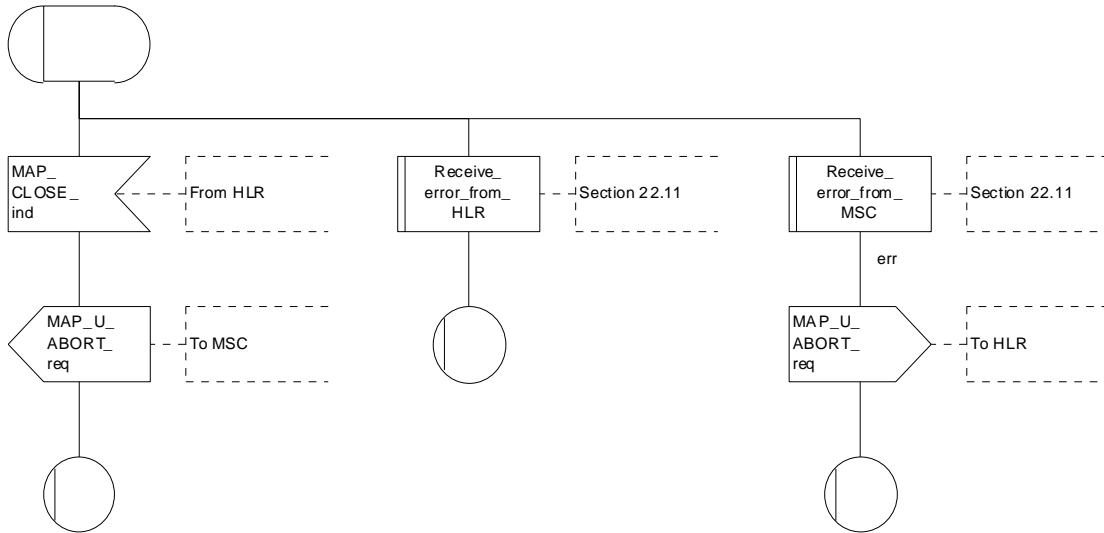 MAP_
CLOSE_
ind
From HLR
Receive_
error_from_
HLR
Section 22.11
Receive_
error_from_
MSC
Section 22.11
err
MAP_U_
ABORT_
req
To MSC
MAP_U_
ABORT_
req
To HLR